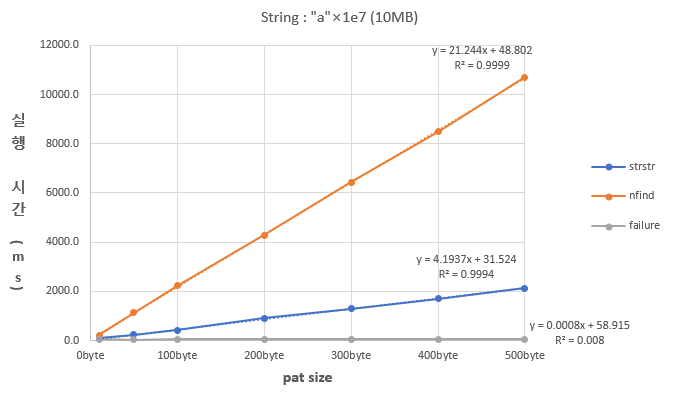 String : "a"×1e7 (10MB)
12000.0
10000.0
8000.0
6000.0
4000.0
2000.0
0.0
실행 시간 (ms)
y = 21.244x + 48.802
R² = 0.9999
y = 4.1937x + 31.524
R² = 0.9994
y = 0.0008x + 58.915
R² = 0.008
strstr
nfind
failure
0byte 100byte 200byte 300byte 400byte 500byte
pat size